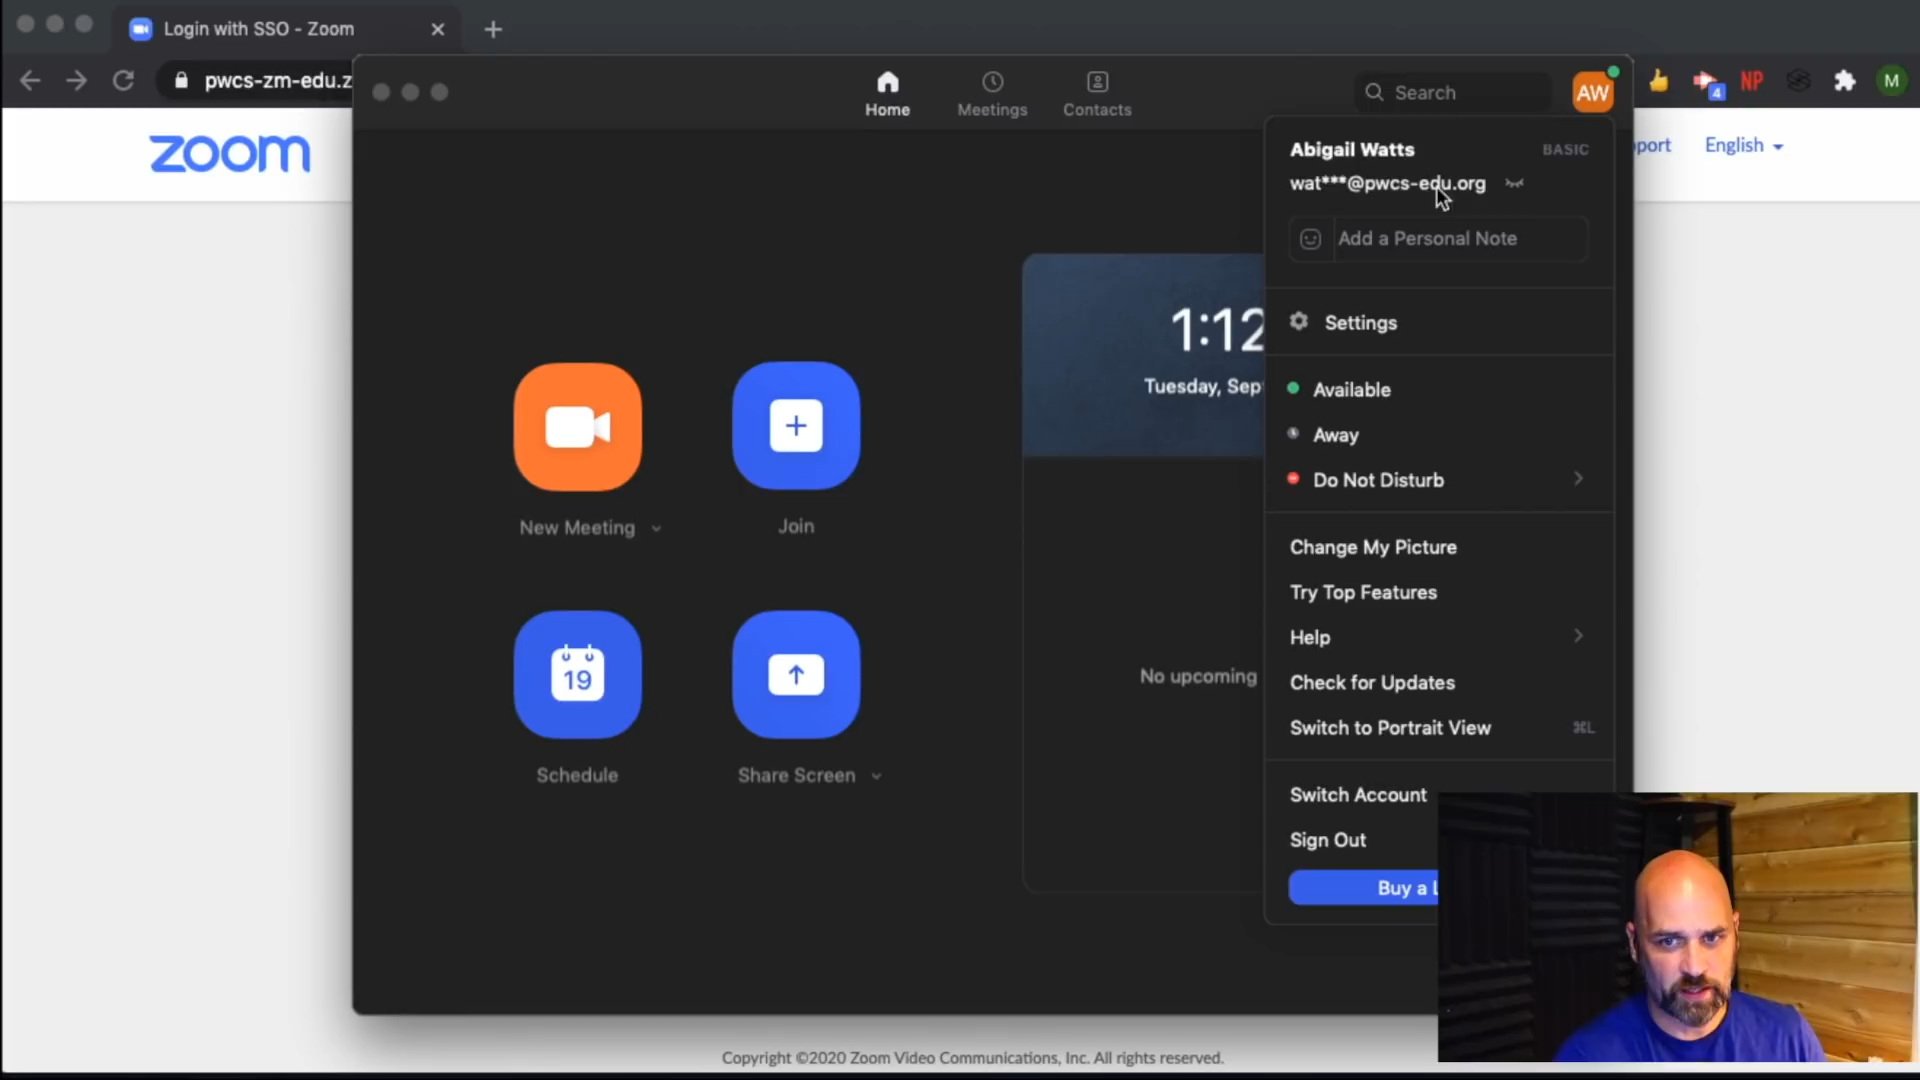 Login with SSO - Zoom
pwcs-zm-edu.z
4
NP
M
zoom
port
English
Home
Meetings
Contacts
Search
AW
Abigail Watts
BASIC
wat***@pwcs-edu.org
Add a Personal Note
Settings
1:12
Tuesday, Sep
Available
Away
Do Not Disturb
New Meeting
Join
Change My Picture
Try Top Features
Help
Check for Updates
Switch to Portrait View
⌘L
No upcoming
19
Schedule
Share Screen
Switch Account
Sign Out
Buy a L
Copyright ©2020 Zoom Video Communications, Inc. All rights reserved.